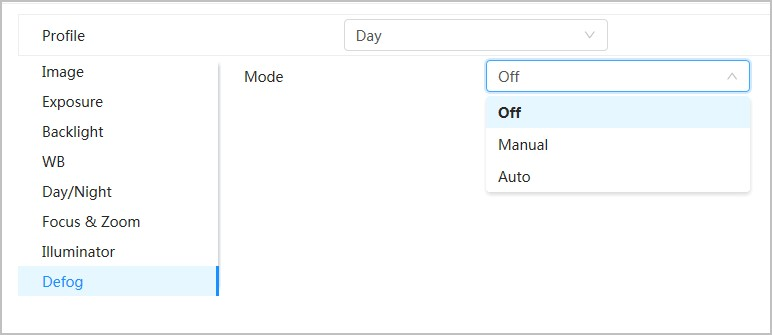 Profile Day
Image
Mode Off
Exposure
Off
Backlight
Manual
WB
Auto
Day/Night
Focus & Zoom
Illuminator
Defog